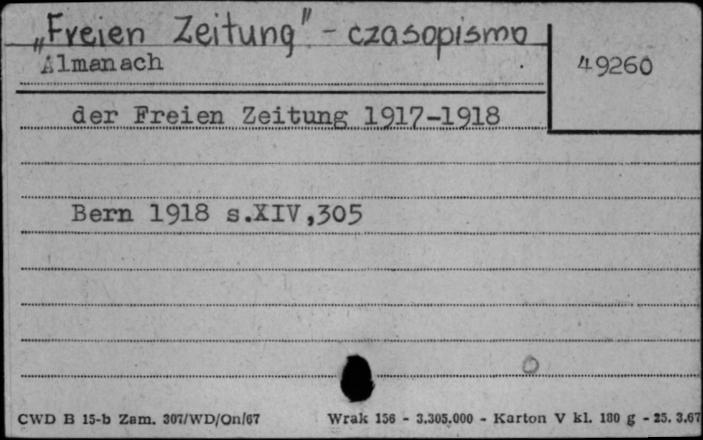 „Freien Zeitung" - czasopismo
Almanach
49260
der Freien Zeitung 1917-1918
Bern 1918 s.XIV,305
CWD B 15-b Zam. 307/WD/On/67 Wrak 156 - 3.305.000 - Karton V kl. 180 g - 25. 3.67